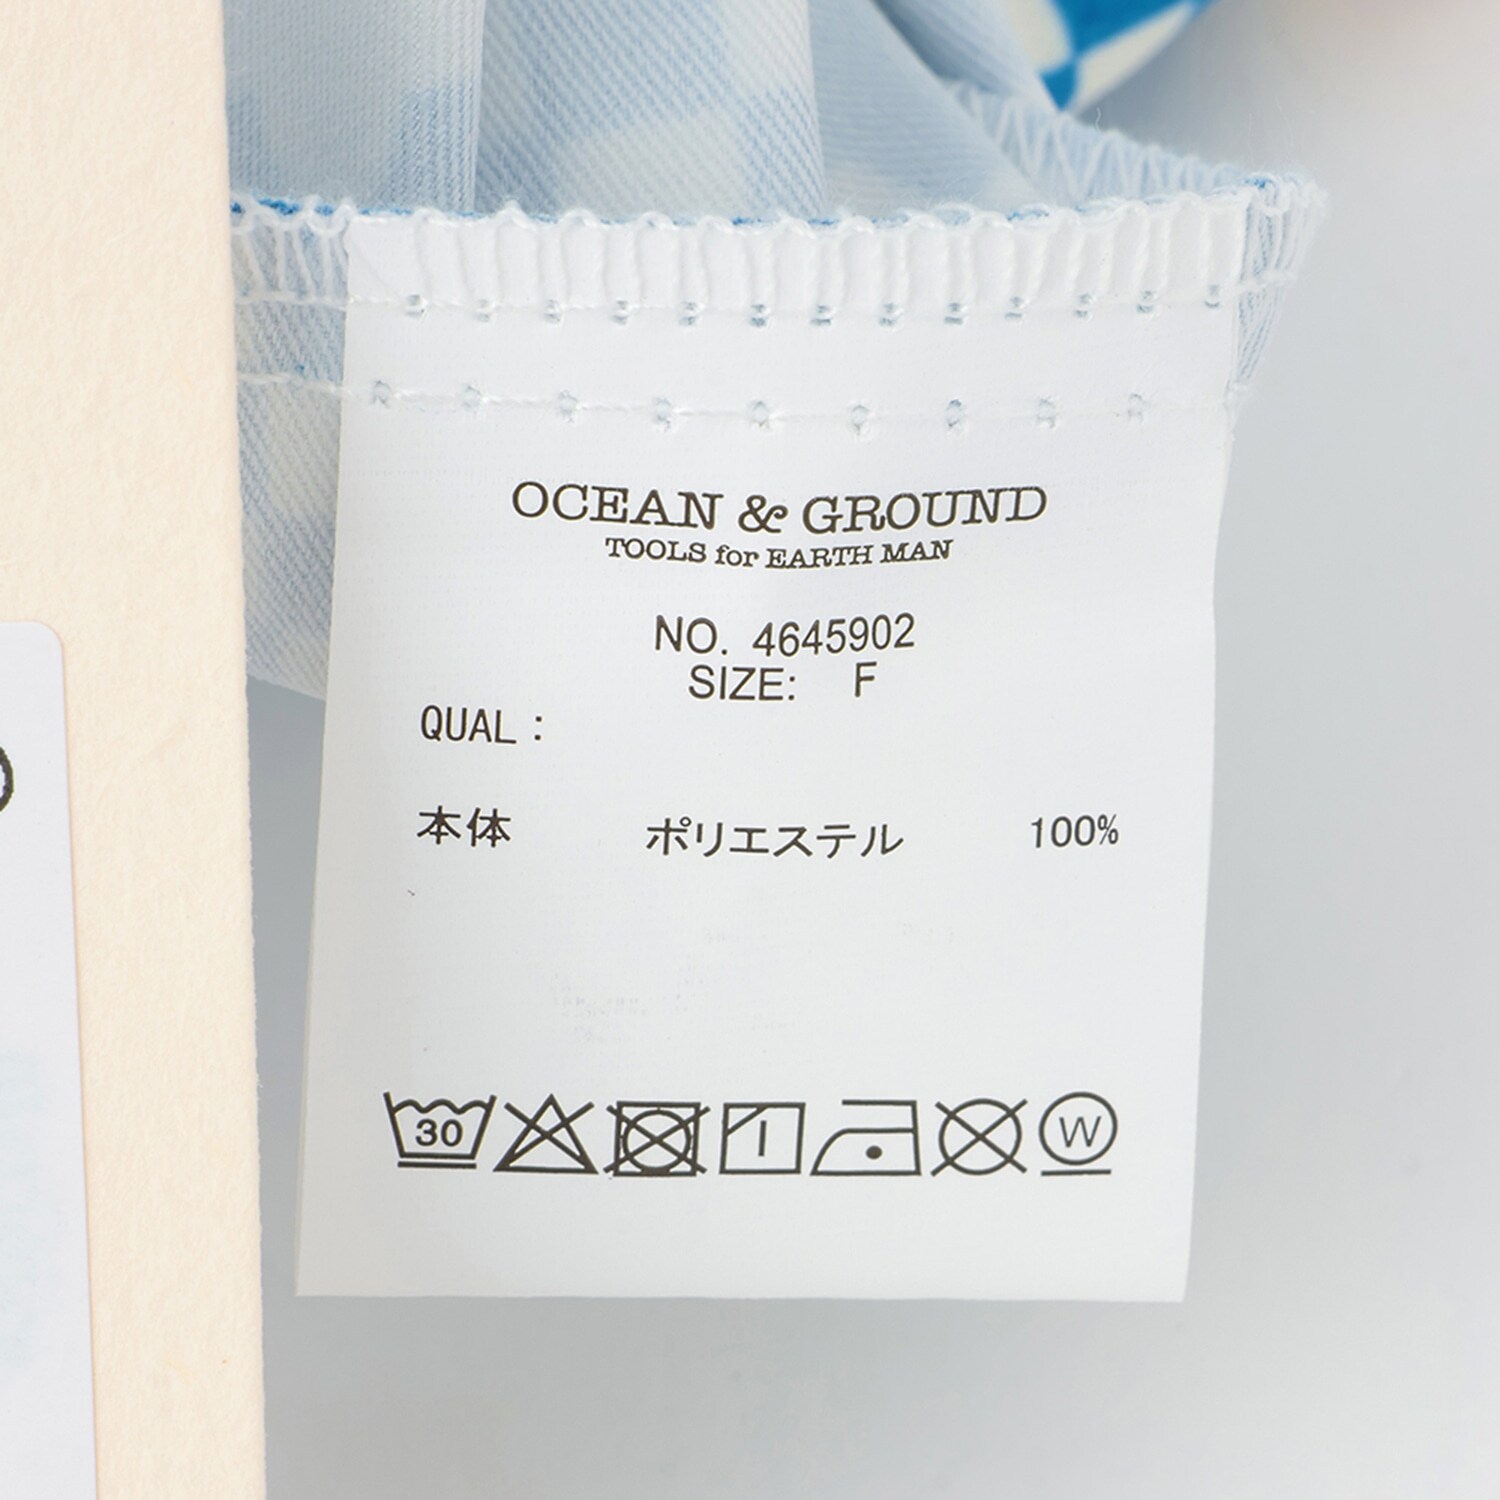 OCEAN & GROUND
TOOLS for EARTH MAN
NO. 4645902
SIZE: F
QUAL :
本体 ポリエステル 100%
30
W